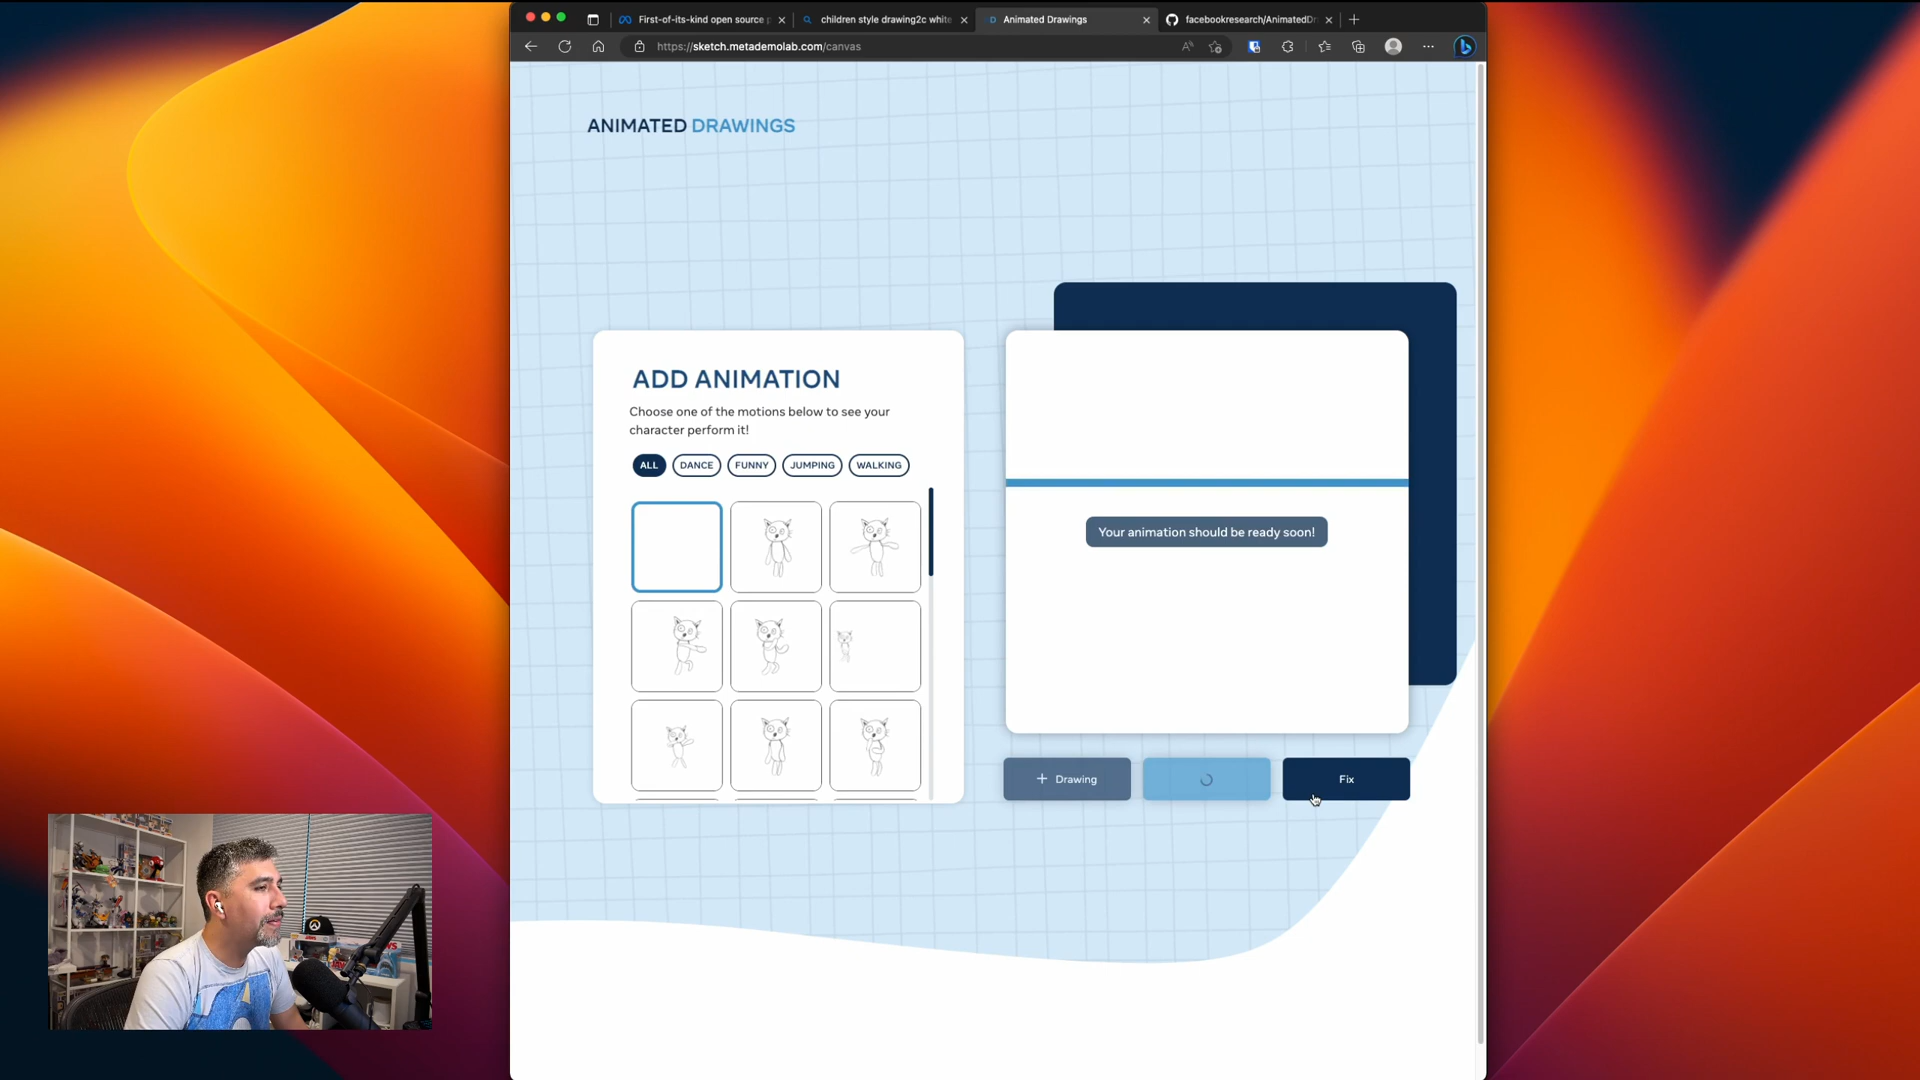 First-of-its-kind open source p
children style drawing2c white
Animated Drawings
facebookresearch/AnimatedDr
https://sketch.metademolab.com/canvas
ANIMATED DRAWINGS
ADD ANIMATION
Choose one of the motions below to see your
character perform it!
ALL
DANCE
FUNNY
JUMPING
WALKING
Your animation should be ready soon!
+ Drawing
Fix